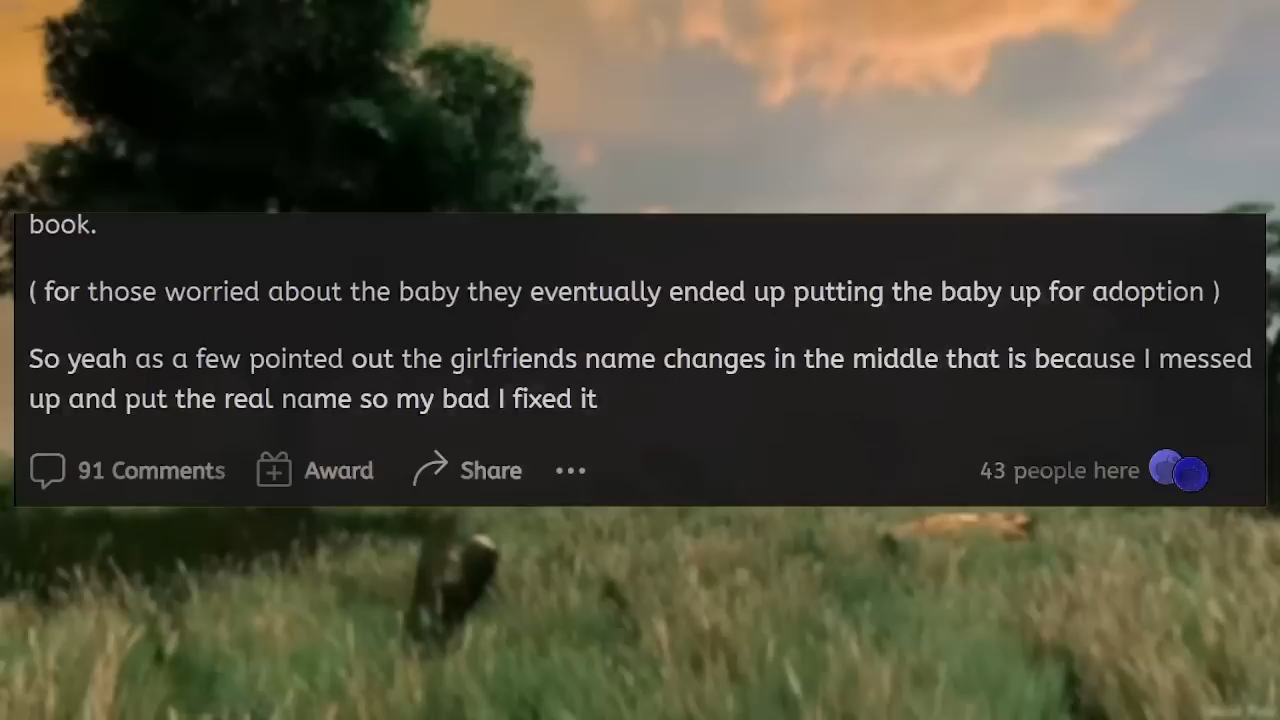 book.
( for those worried about the baby they eventually ended up putting the baby up for adoption )
So yeah as a few pointed out the girlfriends name changes in the middle that is because I messed
up and put the real name so my bad I fixed it
91 Comments Award Share ••• 43 people here